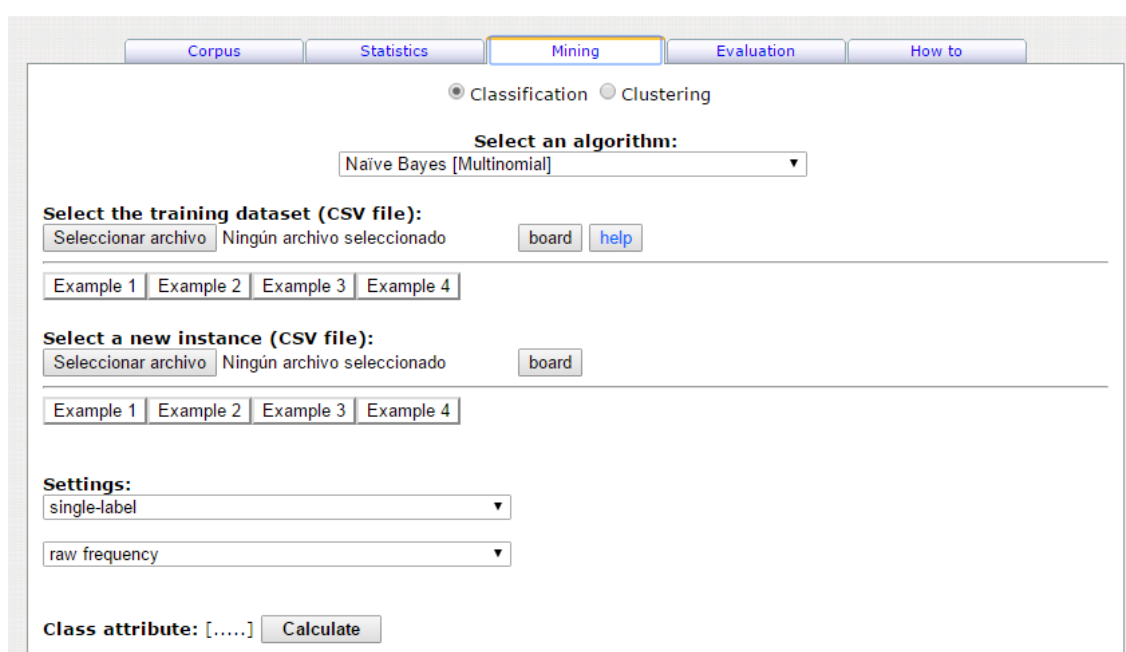 Corpus Statistics Mining Evaluation How to
Classification Clustering
Select an algorithm:
Naïve Bayes [Multinomial]
Select the training dataset (CSV file):
Seleccionar archivo Ningún archivo seleccionado board help
Example 1 Example 2 Example 3 Example 4
Select a new instance (CSV file):
Seleccionar archivo Ningún archivo seleccionado board
Example 1 Example 2 Example 3 Example 4
Settings:
single-label
raw frequency
Class attribute: [.....] Calculate